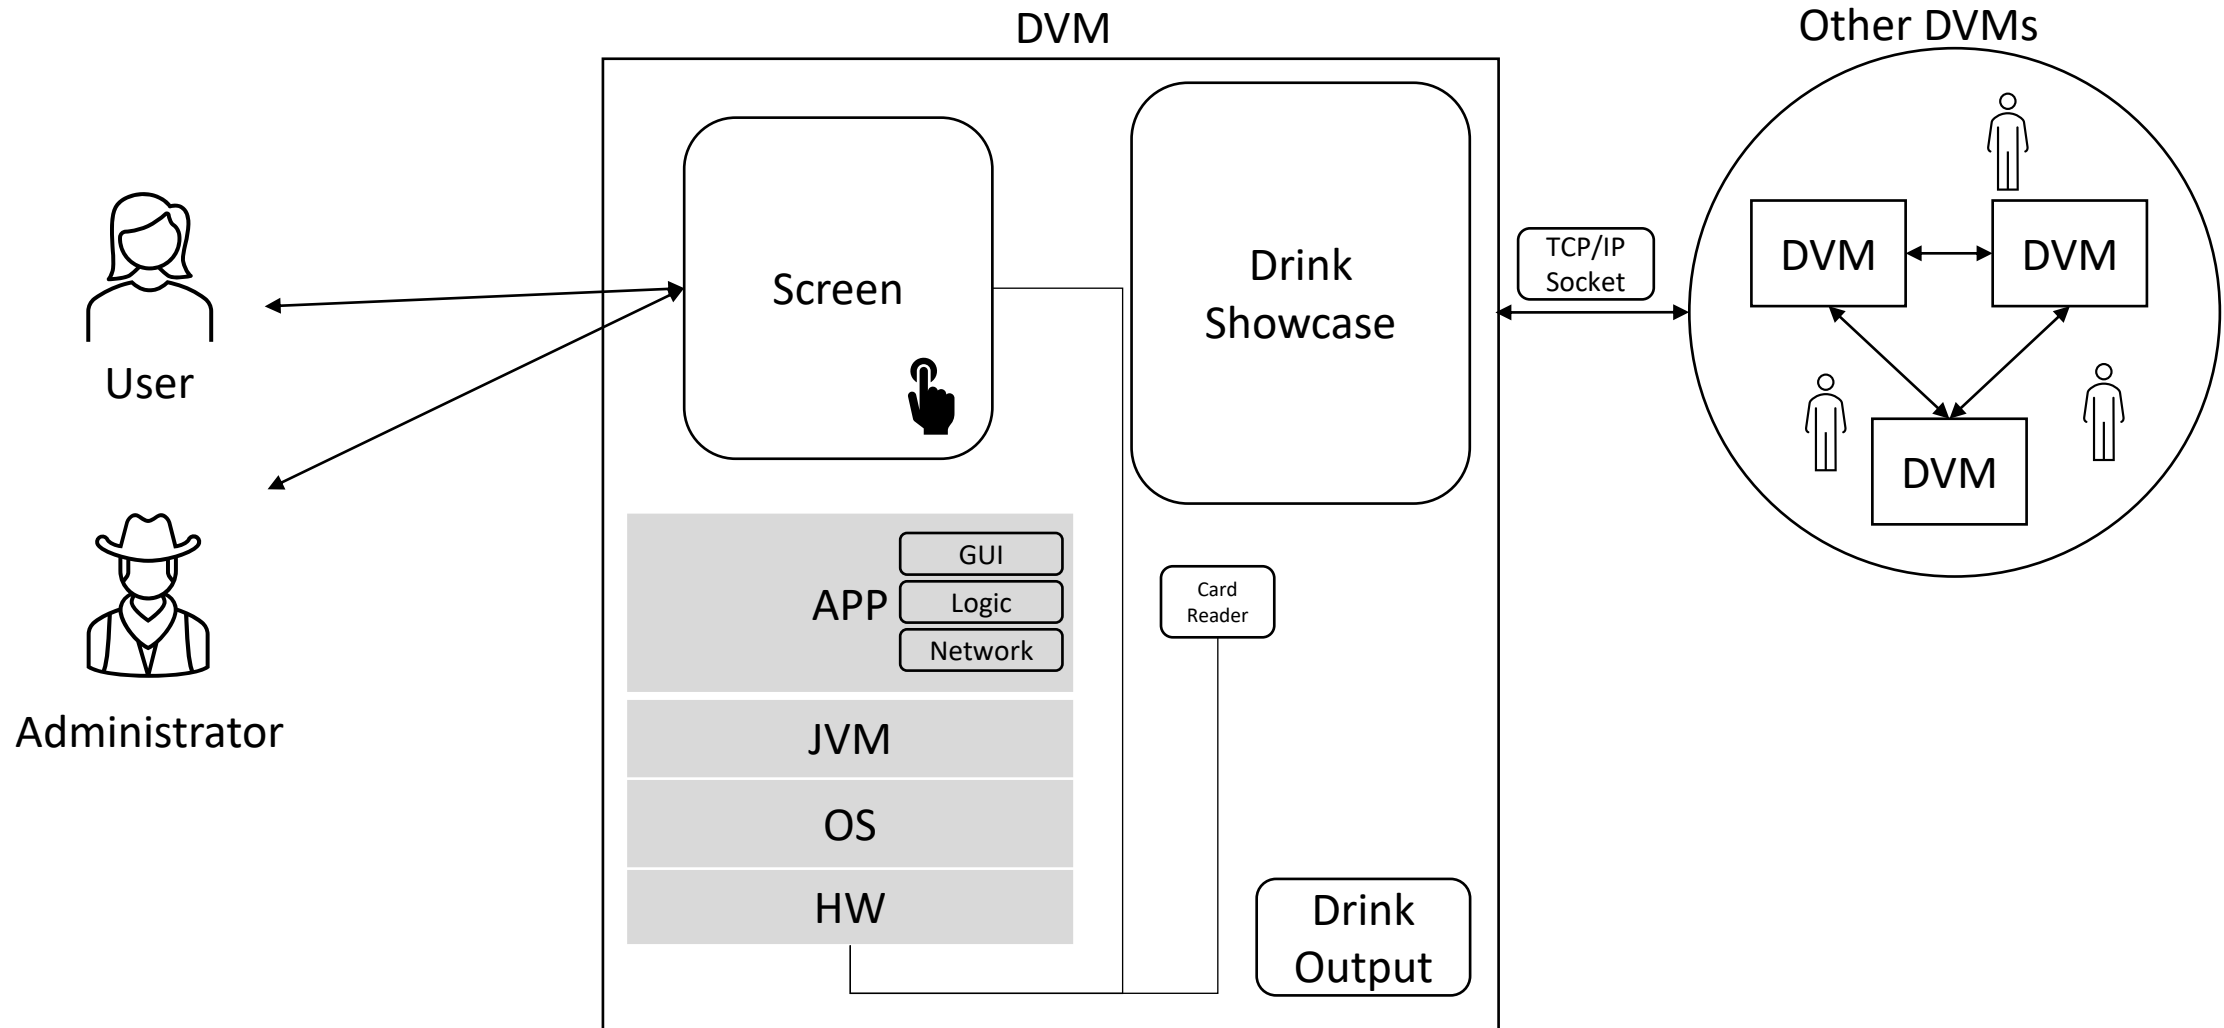 DVM
Other DVMs
Screen
Drink
Showcase
TCP/IP
Socket
DVM
DVM
DVM
User
Administrator
APP
GUI
Logic
Network
JVM
OS
HW
Card
Reader
Drink
Output